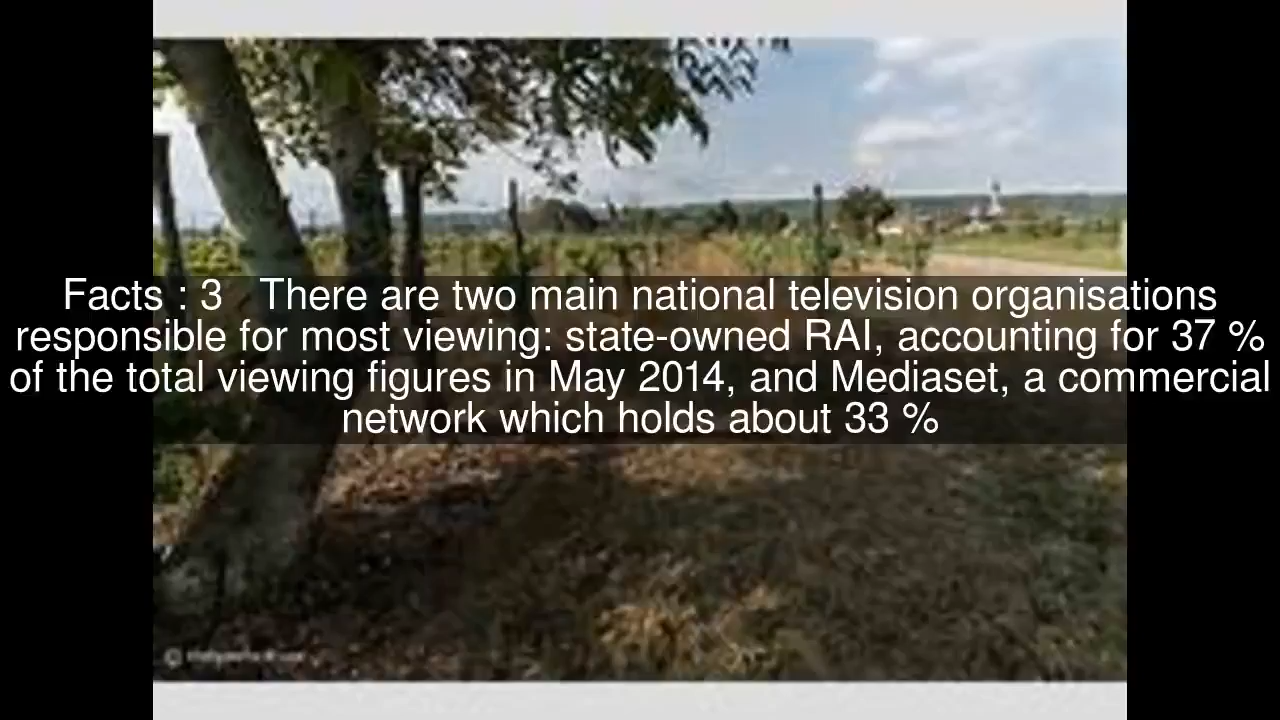 Facts : 3 There are two main national television organisations
responsible for most viewing: state-owned RAI, accounting for 37 %
of the total viewing figures in May 2014, and Mediaset, a commercial
network which holds about 33 %
©